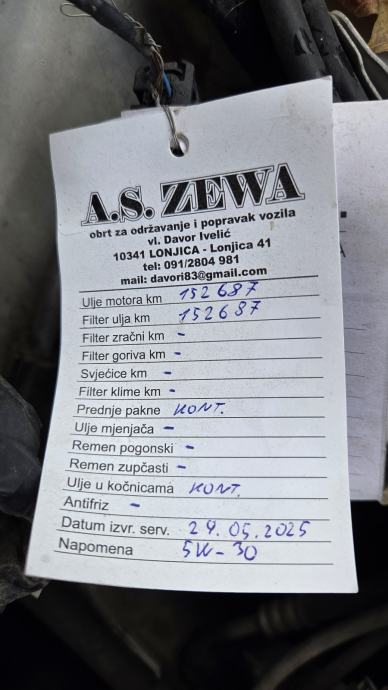 A.S. ZEWA
obrt za održavanje i popravak vozila
vl. Davor Ivelić
10341 LONJICA - Lonjica 41
tel: 091/2804 981
mail: davori83@gmail.com
Ulje motora km 152687
Filter ulja km 152687
Filter zračni km -
Filter goriva km -
Svjećice km -
Filter klime km -
Prednje pakne KONT.
Ulje mjenjača -
Remen pogonski -
Remen zupčasti -
Ulje u kočnicama KONT.
Antifriz -
Datum izvr. serv. 29.05.2025
Napomena 5W-30